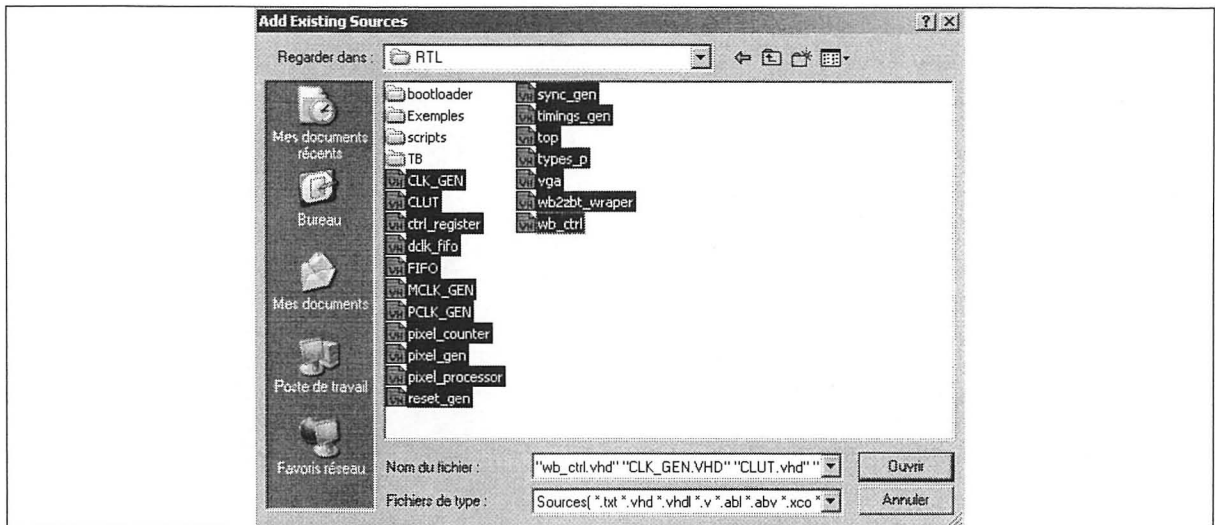 Add Existing Sources
Regarder dans :
RTL
Mes documents
récents
Bureau
Mes documents
Poste de travail
Favoris réseau
bootloader
Exemples
scripts
TB
CLK_GEN
CLUT
ctrl_register
dclk_fifo
FIFO
MCLK_GEN
PCLK_GEN
pixel_counter
pixel_gen
pixel_processor
reset_gen
sync_gen
timings_gen
top
types_p
vga
wb2zbt_wraper
wb_ctrl
Nom du fichier :
"wb_ctrl.vhd" "CLK_GEN.VHD" "CLUT.vhd" "
Ouvrir
Fichiers de type :
Sources( *.txt *.vhd *.vhdl *.v *.abl *.abv *.xco *
Annuler